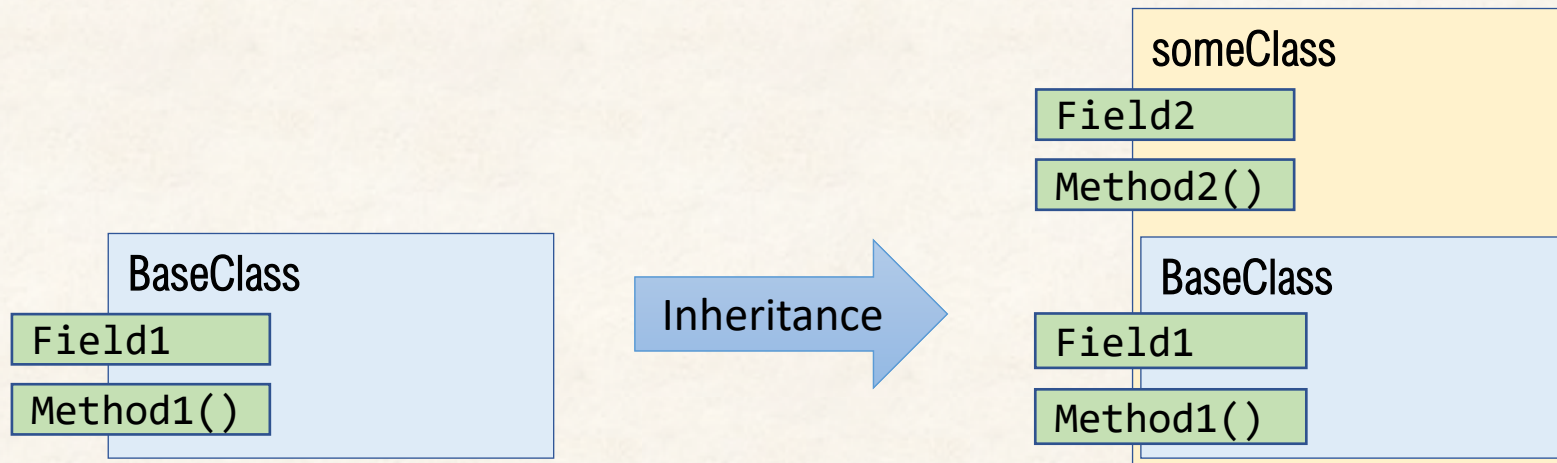 BaseClass
Field1
Method1()
Inheritance
someClass
Field2
Method2()
BaseClass
Field1
Method1()